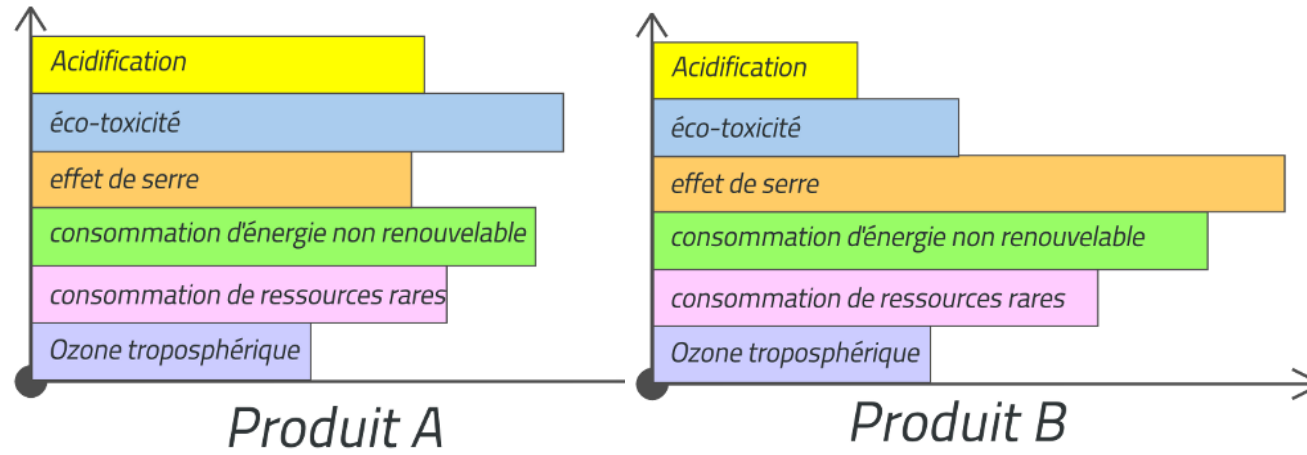 Acidification
éco-toxicité
effet de serre
consommation d'énergie non renouvelable
consommation de ressources rares
Ozone troposphérique
Produit A
Acidification
éco-toxicité
effet de serre
consommation d'énergie non renouvelable
consommation de ressources rares
Ozone troposphérique
Produit B